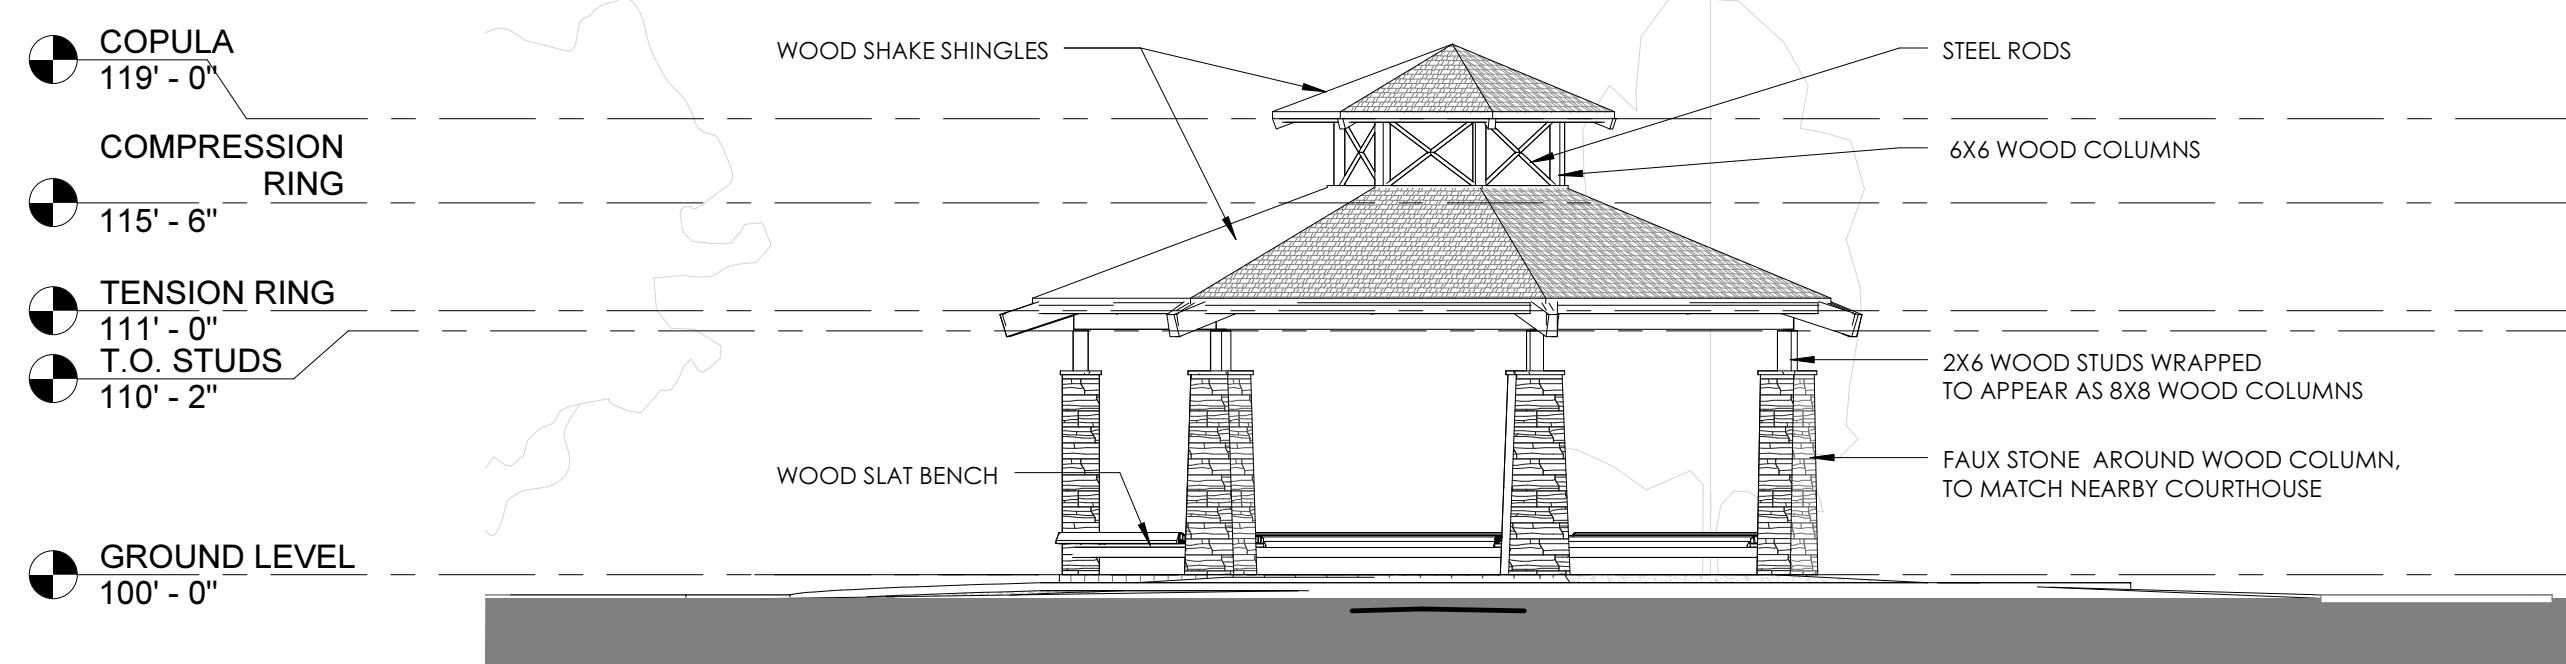 COPULA
119' - 0"
COMPRESSION
RING
115' - 6"
TENSION RING
111' - 0"
T.O. STUDS
110' - 2"
GROUND LEVEL
100' - 0"
WOOD SHAKE SHINGLES
WOOD SLAT BENCH
STEEL RODS
6X6 WOOD COLUMNS
2X6 WOOD STUDS WRAPPED
TO APPEAR AS 8X8 WOOD COLUMNS
FAUX STONE  AROUND WOOD COLUMN,
TO MATCH NEARBY COURTHOUSE